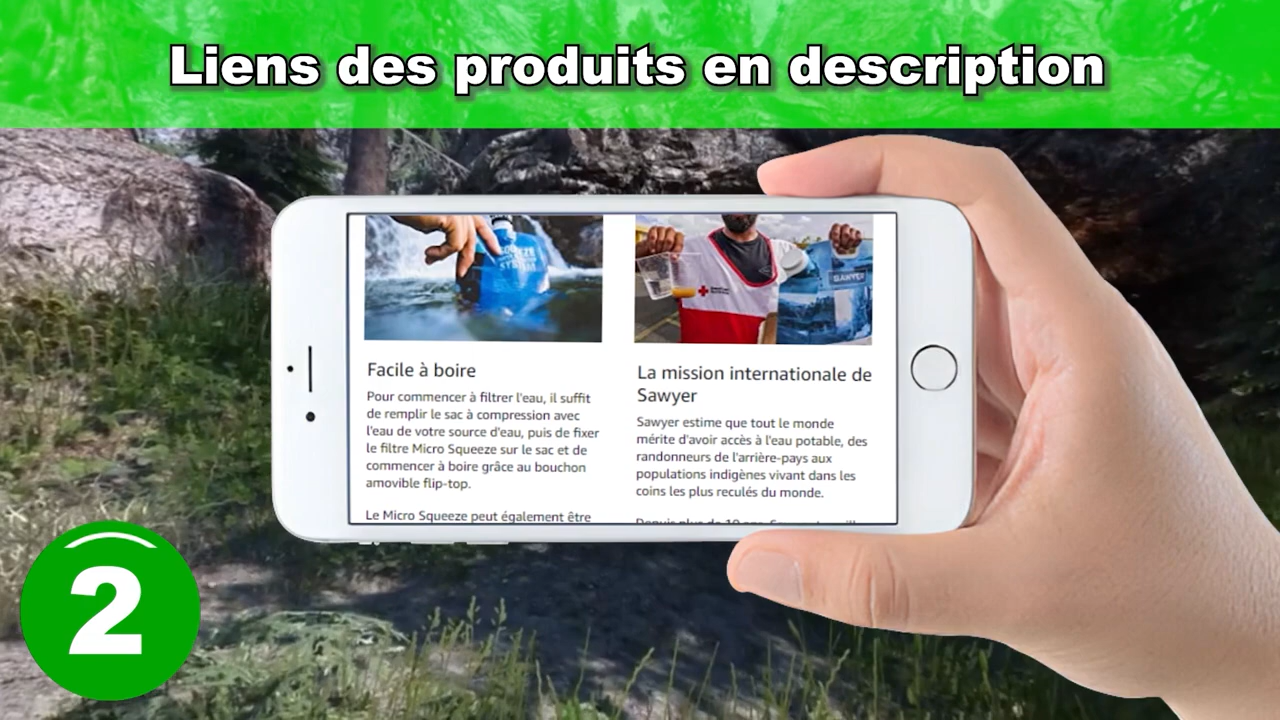 Liens des produits en description
SAWYER
Facile à boire
Pour commencer à filtrer l'eau, il suffit
de remplir le sac à compression avec
l'eau de votre source d'eau, puis de fixer
le filtre Micro Squeeze sur le sac et de
commencer à boire grâce au bouchon
amovible flip-top.
Le Micro Squeeze peut également être
La mission internationale de
Sawyer
Sawyer estime que tout le monde
mérite d'avoir accès à l'eau potable, des
randonneurs de l'arrière-pays aux
populations indigènes vivant dans les
coins les plus reculés du monde.
2